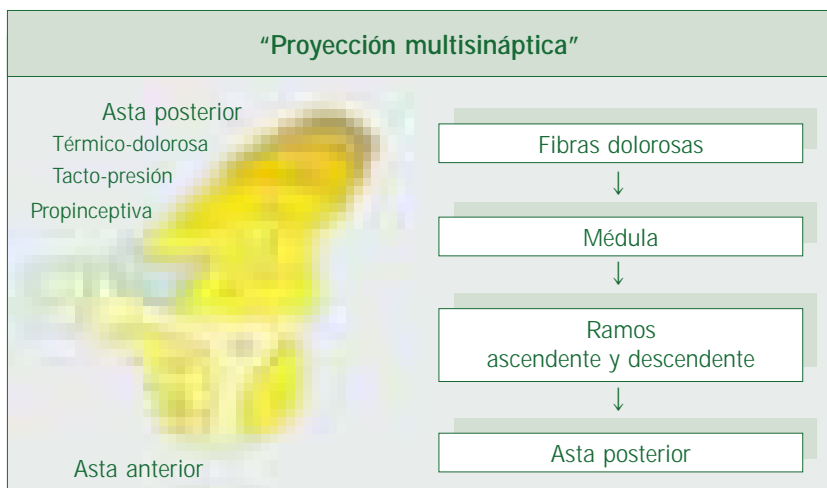 “Proyección multisináptica”
Asta posterior
Térmico-dolorosa
Tacto-presión
Propinceptiva
Asta anterior
Fibras dolorosas
Médula
Ramos
ascendente y descendente
Asta posterior